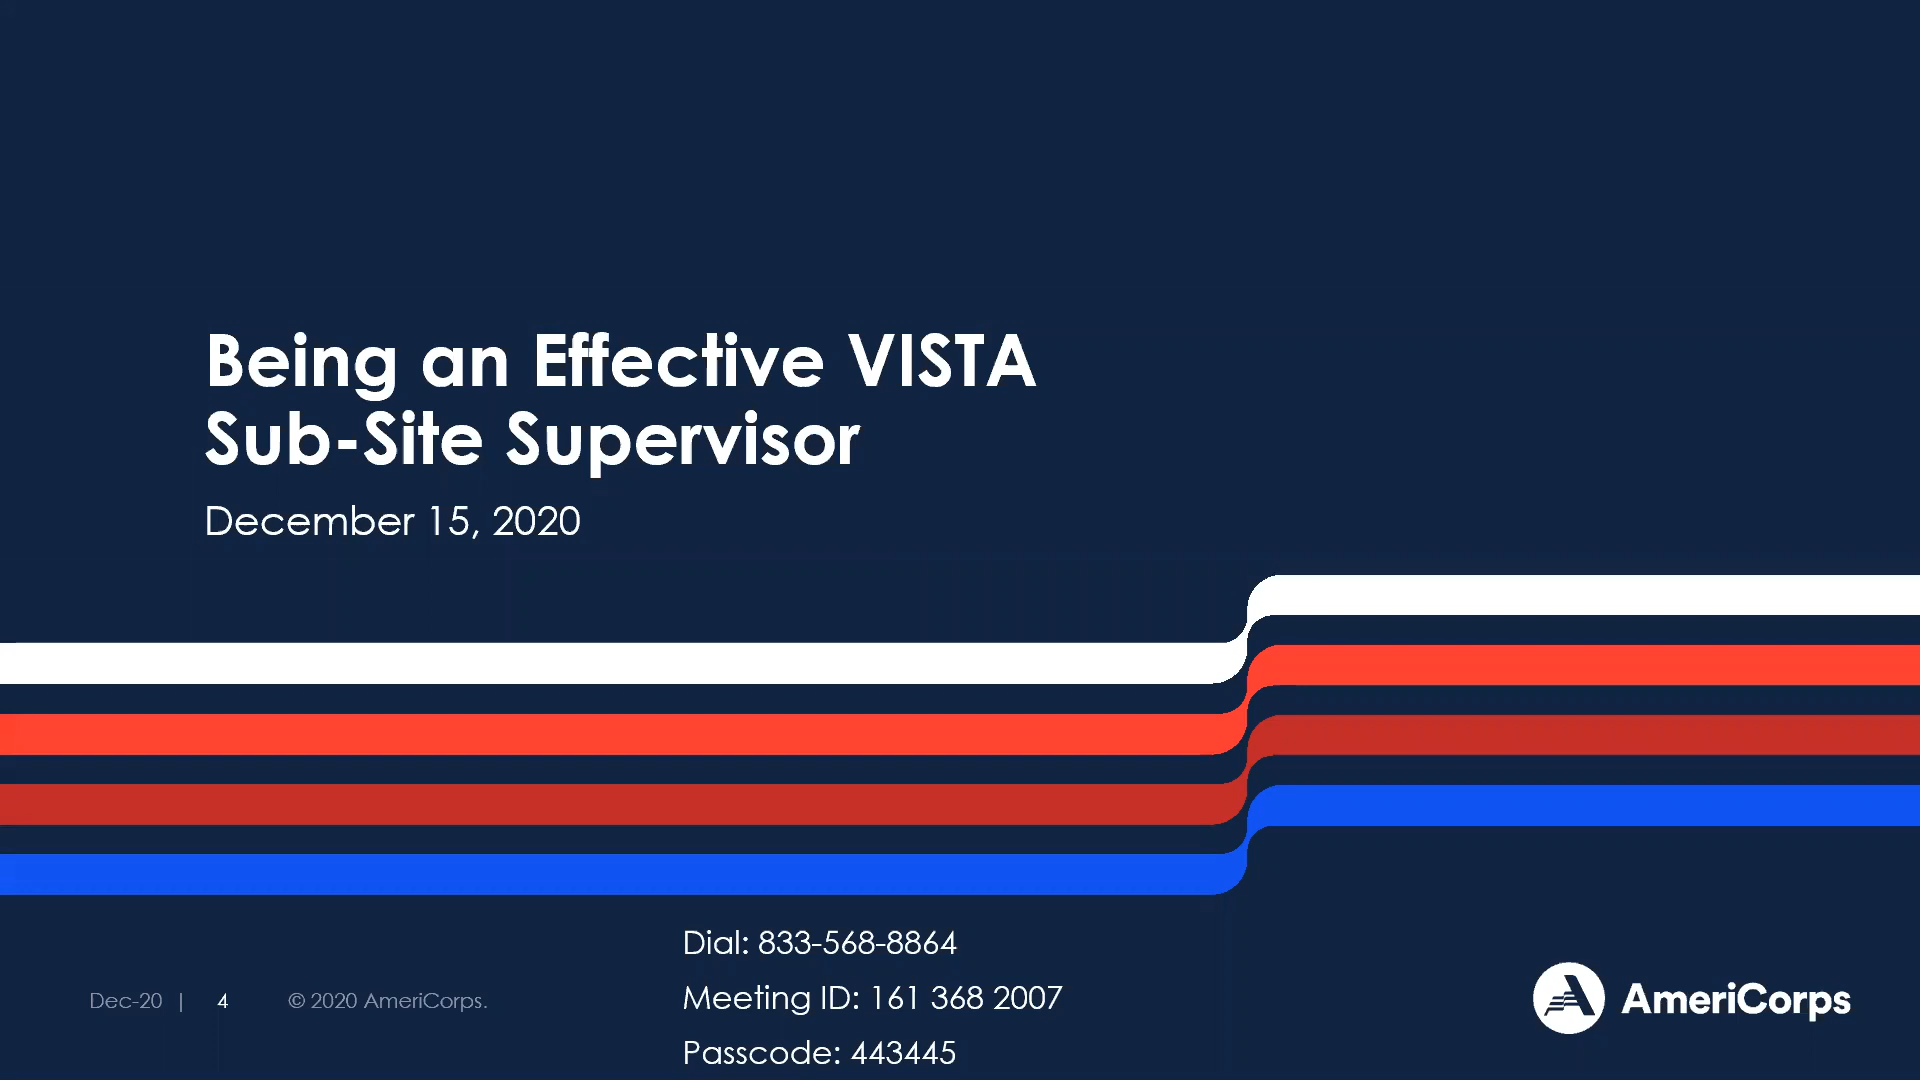 Being an Effective VISTA
Sub-Site Supervisor
December 15, 2020
Dial: 833-568-8864
Meeting ID: 161 368 2007
Passcode: 443445
Dec-20 | 4 © 2020 AmeriCorps.
AmeriCorps